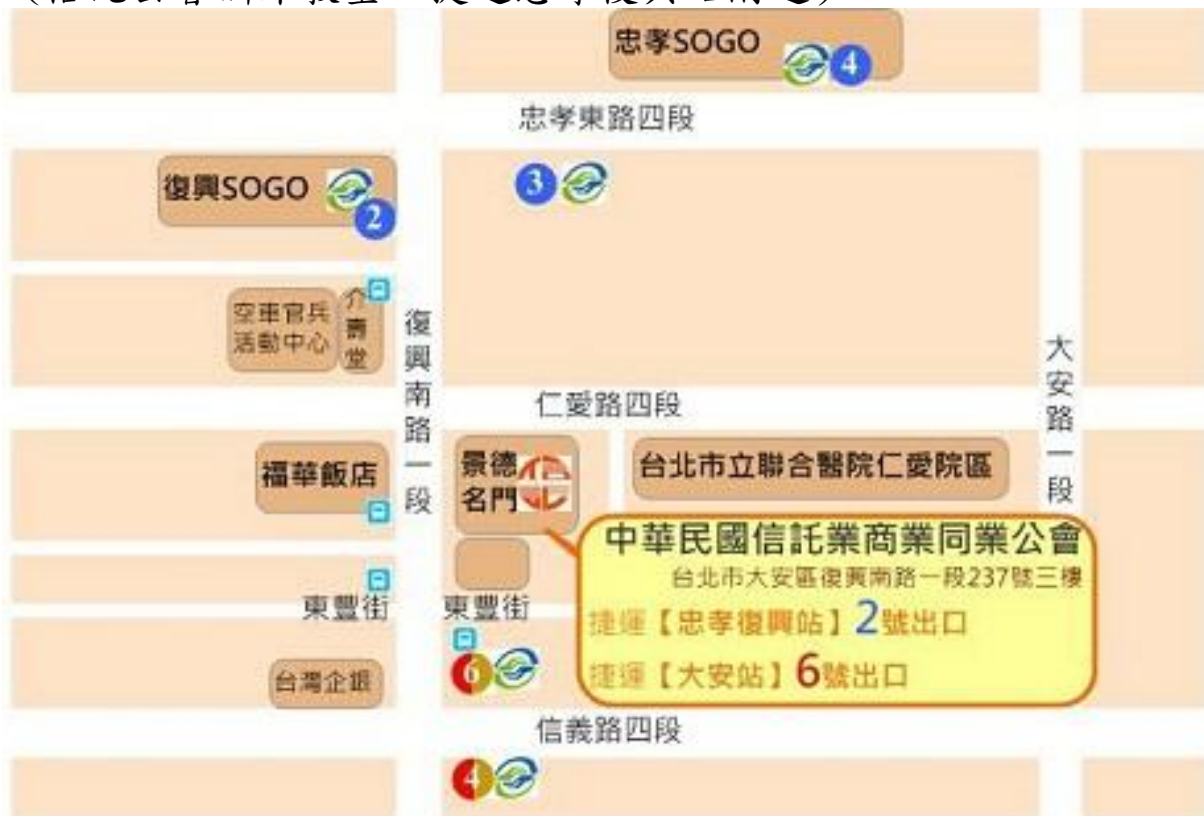 忠孝SOGO
4
忠孝東路四段
復興SOGO
2
3
空軍官兵
活動中心
介壽堂
復興南路一段
大安路一段
仁愛路四段
福華飯店
景德
名門
台北市立聯合醫院仁愛院區
中華民國信託業商業同業公會
台北市大安區復興南路一段237號三樓
捷運【忠孝復興站】2號出口
捷運【大安站】6號出口
東豐街
東豐街
台灣企銀
6
信義路四段
4